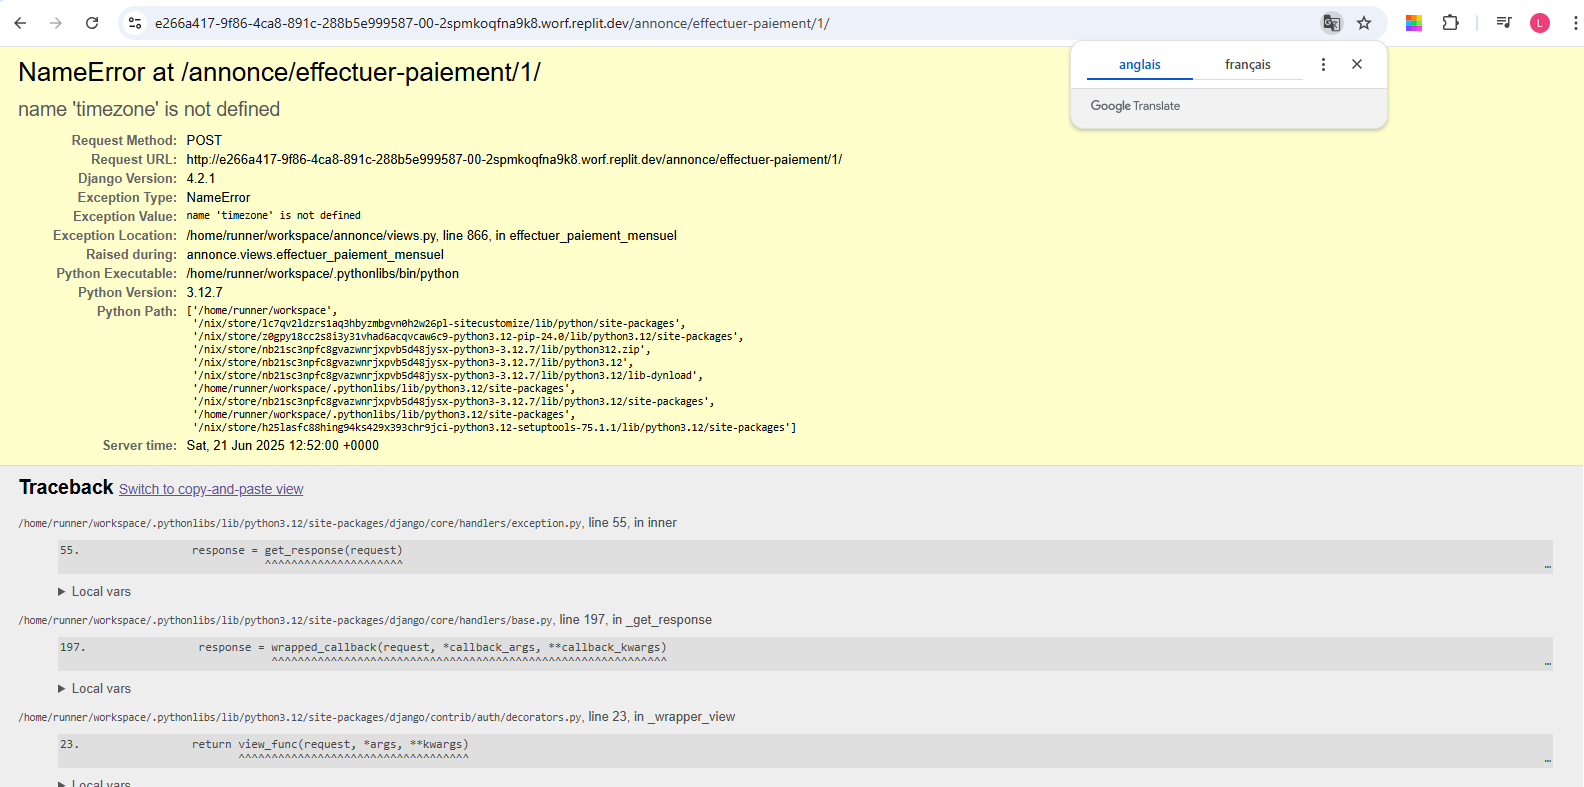 e266a417-9f86-4ca8-891c-288b5e999587-00-2spmkoqfna9k8.worf.replit.dev/annonce/effectuer-paiement/1/
L
anglais français
Google Translate
NameError at /annonce/effectuer-paiement/1/
name 'timezone' is not defined
Request Method: POST
Request URL: http://e266a417-9f86-4ca8-891c-288b5e999587-00-2spmkoqfna9k8.worf.replit.dev/annonce/effectuer-paiement/1/
Django Version: 4.2.1
Exception Type: NameError
Exception Value: name 'timezone' is not defined
Exception Location: /home/runner/workspace/annonce/views.py, line 866, in effectuer_paiement_mensuel
Raised during: annonce.views.effectuer_paiement_mensuel
Python Executable: /home/runner/workspace/.pythonlibs/bin/python
Python Version: 3.12.7
Python Path: ['/home/runner/workspace',
'/nix/store/lc7qv2ldzrs1aq3hbyzmbgvn0h2w26pl-sitecustomize/lib/python/site-packages',
'/nix/store/z0gpy18cc2s8i3y31vhad6acqvcaw6c9-python3.12-pip-24.0/lib/python3.12/site-packages',
'/nix/store/nb21sc3npfc8gvazwnrjxpvb5d48jysx-python3-3.12.7/lib/python312.zip',
'/nix/store/nb21sc3npfc8gvazwnrjxpvb5d48jysx-python3-3.12.7/lib/python3.12',
'/nix/store/nb21sc3npfc8gvazwnrjxpvb5d48jysx-python3-3.12.7/lib/python3.12/lib-dynload',
'/home/runner/workspace/.pythonlibs/lib/python3.12/site-packages',
'/nix/store/nb21sc3npfc8gvazwnrjxpvb5d48jysx-python3-3.12.7/lib/python3.12/site-packages',
'/home/runner/workspace/.pythonlibs/lib/python3.12/site-packages',
'/nix/store/h25lasfc88hing94ks429x393chr9jci-python3.12-setuptools-75.1.1/lib/python3.12/site-packages']
Server time: Sat, 21 Jun 2025 12:52:00 +0000
Traceback Switch to copy-and-paste view
/home/runner/workspace/.pythonlibs/lib/python3.12/site-packages/django/core/handlers/exception.py, line 55, in inner
55. response = get_response(request)
^^^^^^^^^^^^^^^^^^^^^ …
▶ Local vars
/home/runner/workspace/.pythonlibs/lib/python3.12/site-packages/django/core/handlers/base.py, line 197, in _get_response
197. response = wrapped_callback(request, *callback_args, **callback_kwargs)
^^^^^^^^^^^^^^^^^^^^^^^^^^^^^^^^^^^^^^^^^^^^^^^^^^^^^^^^^^^^ …
▶ Local vars
/home/runner/workspace/.pythonlibs/lib/python3.12/site-packages/django/contrib/auth/decorators.py, line 23, in _wrapper_view
23. return view_func(request, *args, **kwargs)
^^^^^^^^^^^^^^^^^^^^^^^^^^^^^^^^^^^ …
▶ Local vars